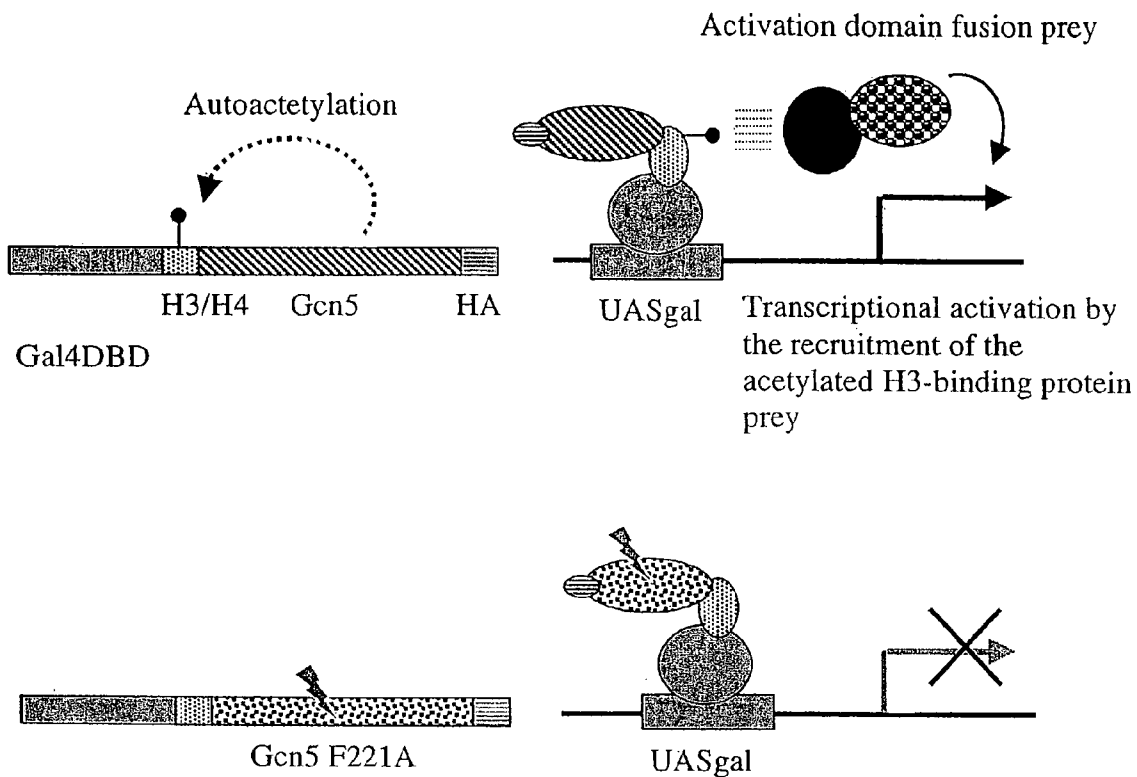 Activation domain fusion prey
Autoactetylation
H3/H4 Gcn5 HA
Gal4DBD
UASgal
Transcriptional activation by
the recruitment of the
acetylated H3-binding protein
prey
Gcn5 F221A
UASgal